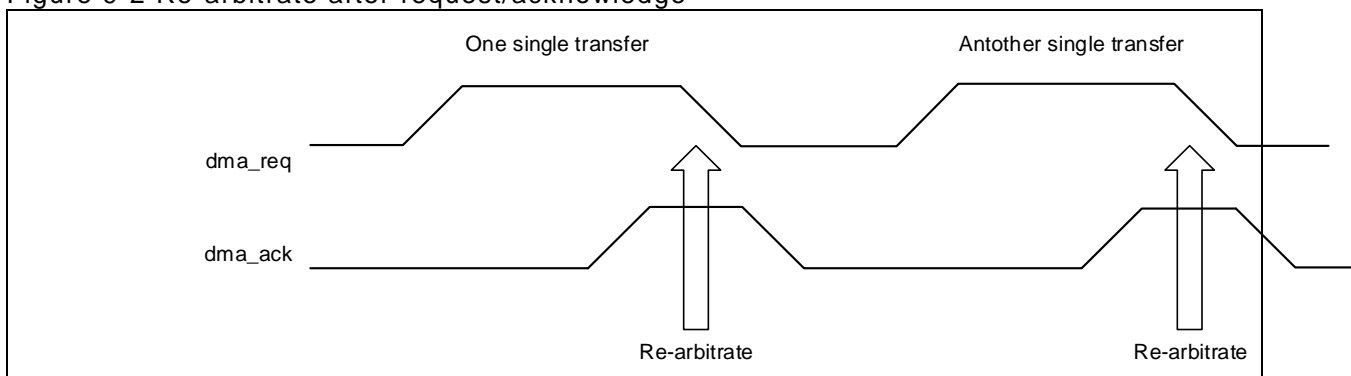 Figure 9-2 Re-arbitrate after request/acknowledge
One single transfer
Antother single transfer
dma_req
dma_ack
Re-arbitrate
Re-arbitrate